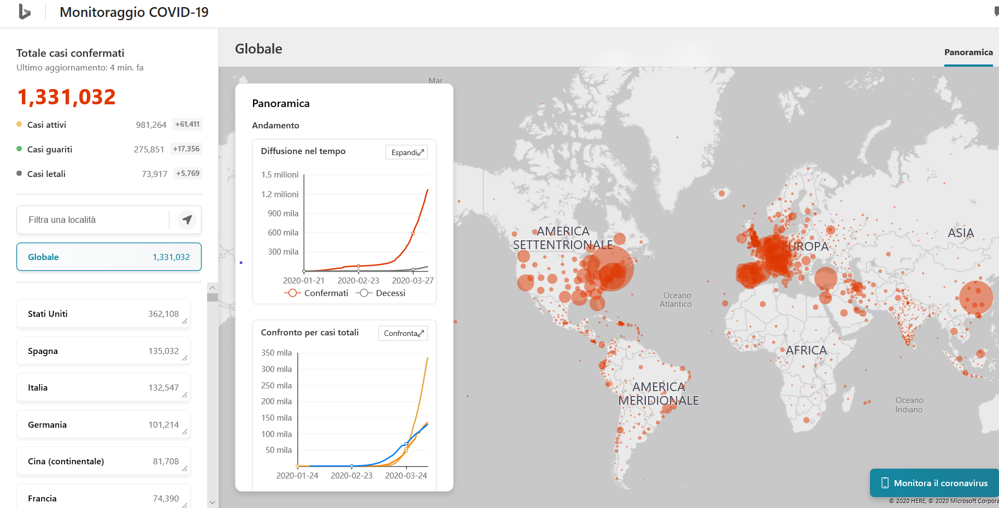 Monitoraggio COVID-19
Totale casi confermati
Ultimo aggiornamento: 4 min. fa
1,331,032
Casi attivi 981,264 +61,411
Casi guariti 275,851 +17,356
Casi letali 73,917 +5,769
Filtra una località
Globale 1,331,032
Stati Uniti 362,108
Spagna 135,032
Italia 132,547
Germania 101,214
Cina (continentale) 81,708
Francia 74,390
Globale
Panoramica
Panoramica
Andamento
Diffusione nel tempo Espandi
1.5 milioni
1.2 milioni
900 mila
600 mila
300 mila
2020-01-21 2020-02-23 2020-03-27
Confermati Decessi
Confronto per casi totali Confronta
350 mila
300 mila
250 mila
200 mila
150 mila
100 mila
50 mila
2020-01-24 2020-02-23 2020-03-24
Mar
AMERICA
SETTENTRIONALE
EUROPA
ASIA
Oceano
Atlantico
AFRICA
AMERICA
MERIDIONALE
Oceano
Indiano
Monitora il coronavirus
© 2020 HERE, © 2020 Microsoft Corpora